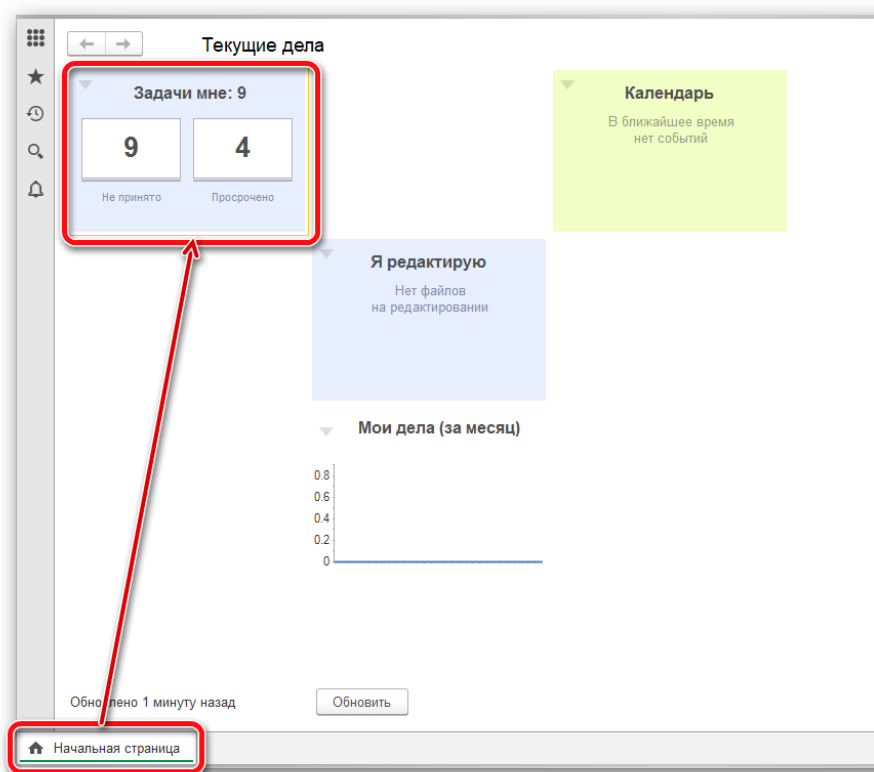 Текущие дела
Задачи мне: 9
9
4
Не принято
Просрочено
Календарь
В ближайшее время
нет событий
Я редактирую
Нет файлов
на редактировании
Мои дела (за месяц)
0.8
0.6
0.4
0.2
0
Обновлено 1 минуту назад
Обновить
Начальная страница